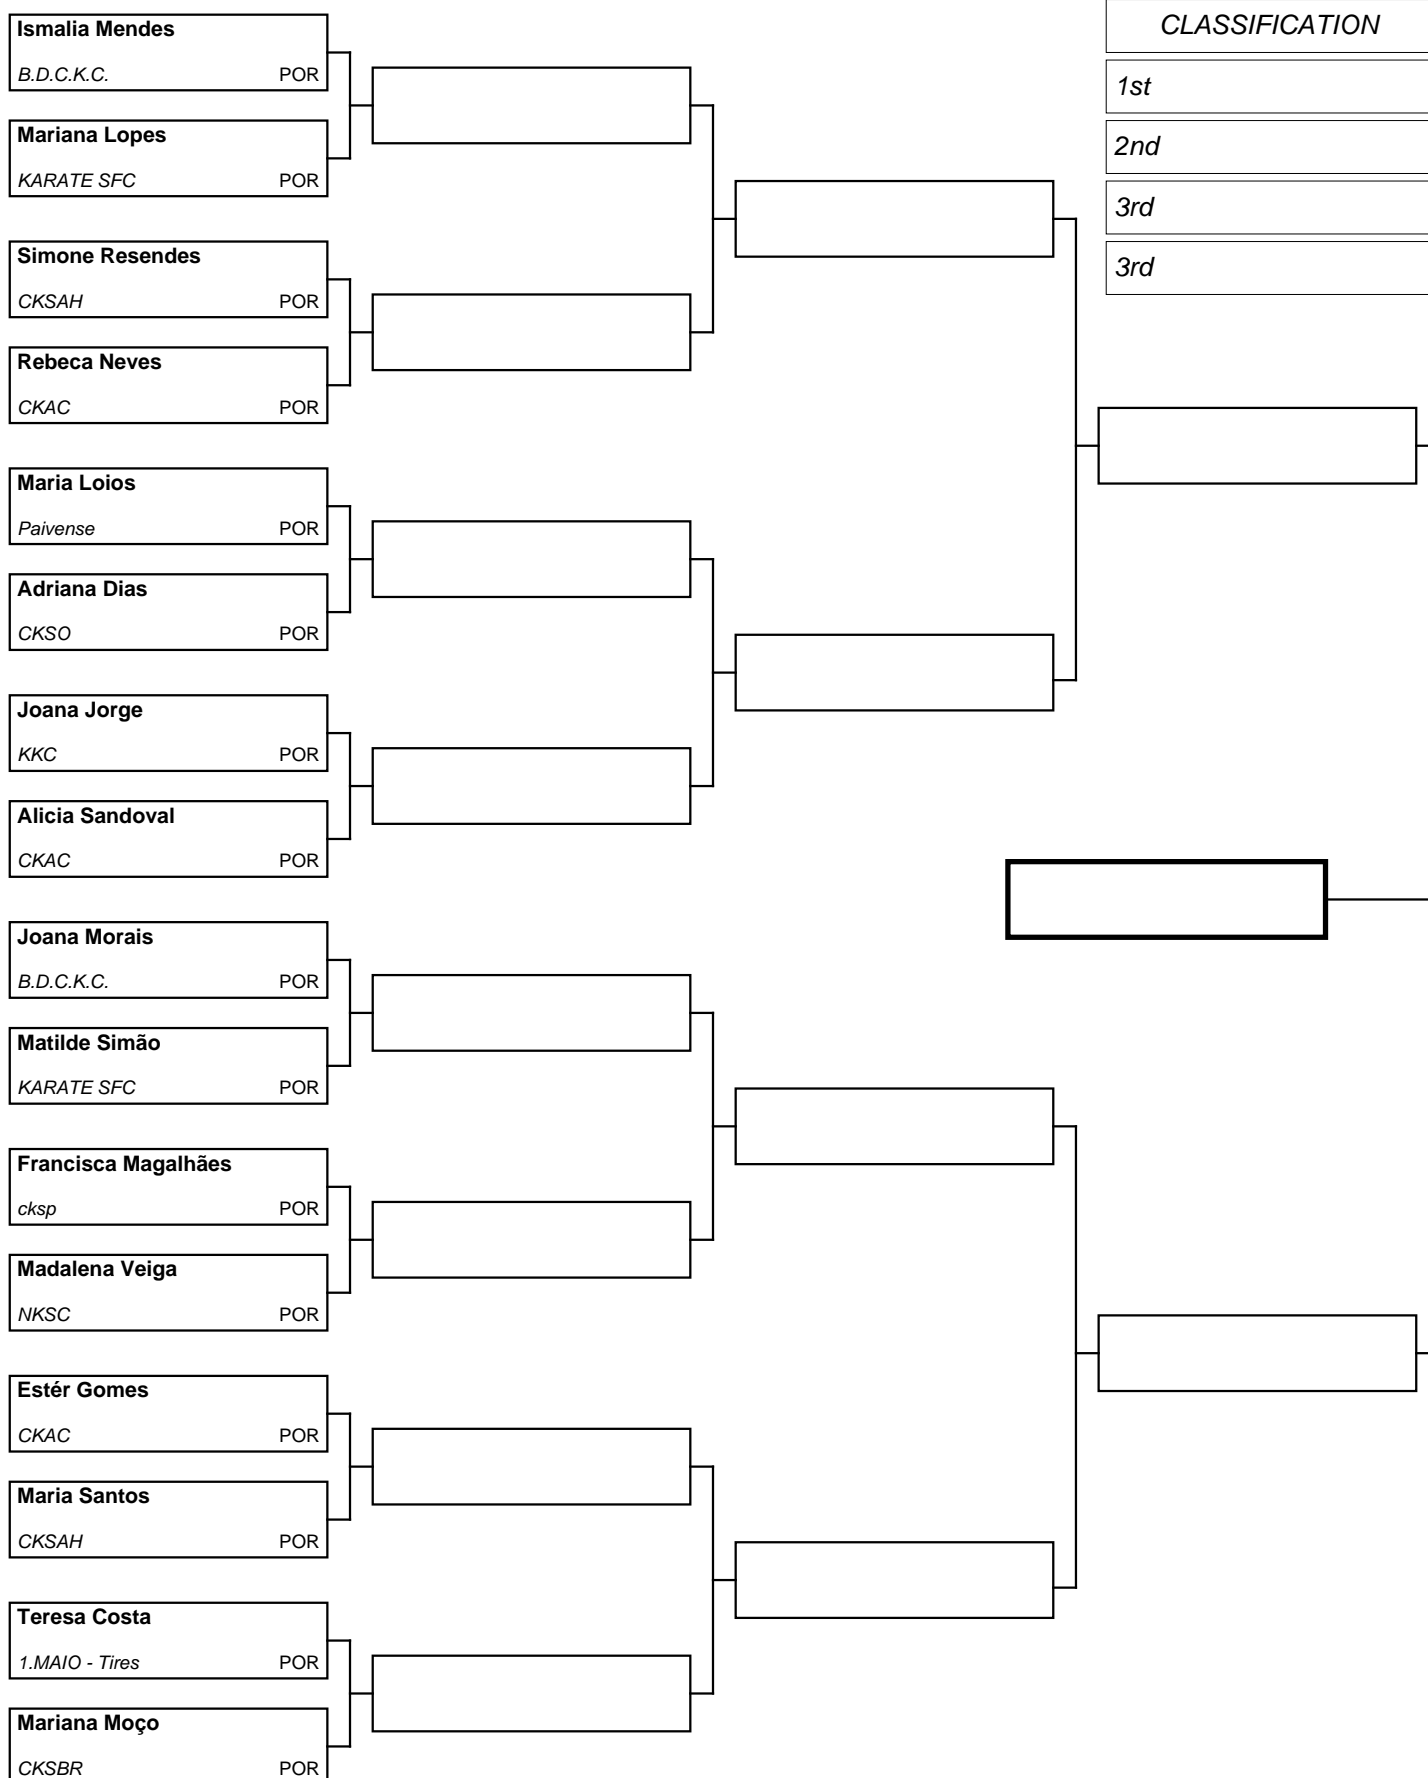 CLASSIFICATION
1st
2nd
3rd
3rd
Ismalia Mendes
B.D.C.K.C. POR
Mariana Lopes
KARATE SFC POR
Simone Resendes
CKSAH POR
Rebeca Neves
CKAC POR
Maria Loios
Paivense POR
Adriana Dias
CKSO POR
Joana Jorge
KKC POR
Alicia Sandoval
CKAC POR
Joana Morais
B.D.C.K.C. POR
Matilde Simão
KARATE SFC POR
Francisca Magalhães
cksp POR
Madalena Veiga
NKSC POR
Estér Gomes
CKAC POR
Maria Santos
CKSAH POR
Teresa Costa
1.MAIO - Tires POR
Mariana Moço
CKSBR POR